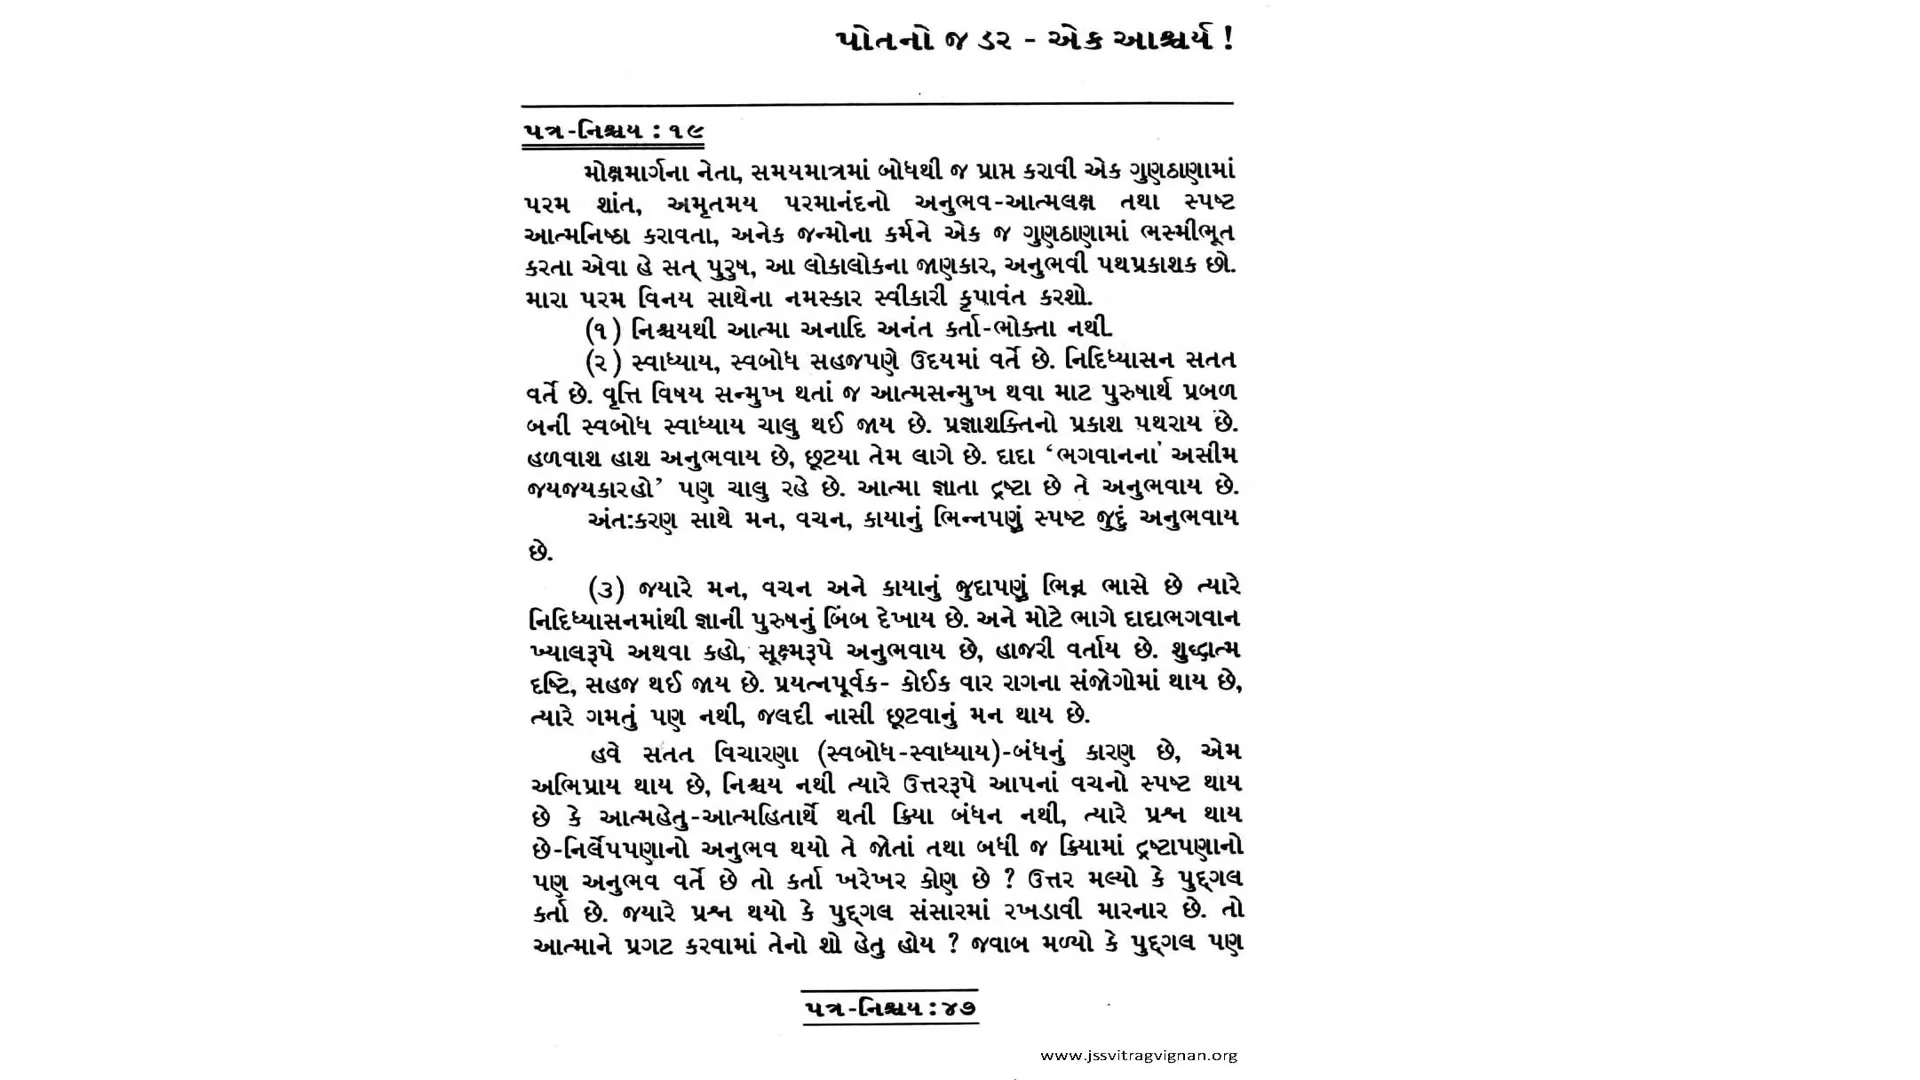 પોતનો જ ડર - એક આશ્ચર્ય !
પત્ર-નિશ્ચય : ૧૯
મોક્ષમાર્ગના નેતા, સમયમાત્રમાં બોધથી જ પ્રાપ્ત કરાવી એક ગુણઠાણામાં
પરમ શાંત, અમૃતમય પરમાનંદનો અનુભવ-આત્મલક્ષ તથા સ્પષ્ટ
આત્મનિષ્ઠા કરાવતા, અનેક જન્મોના કર્મને એક જ ગુણઠાણામાં ભસ્મીભૂત
કરતા એવા હે સત્ પુરુષ, આ લોકાલોકના જાણકાર, અનુભવી પથપ્રકાશક છો.
મારા પરમ વિનય સાથેના નમસ્કાર સ્વીકારી કૃપાવંત કરશો.
(૧) નિશ્ચયથી આત્મા અનાદિ અનંત કર્તા-ભોક્તા નથી.
(૨) સ્વાધ્યાય, સ્વબોધ સહજપણે ઉદયમાં વર્તે છે. નિદિધ્યાસન સતત
વર્તે છે. વૃત્તિ વિષય સન્મુખ થતાં જ આત્મસન્મુખ થવા માટ પુરુષાર્થ પ્રબળ
બની સ્વબોધ સ્વાધ્યાય ચાલુ થઈ જાય છે. પ્રજ્ઞાશક્તિનો પ્રકાશ પથરાય છે.
હળવાશ હાશ અનુભવાય છે, છૂટયા તેમ લાગે છે. દાદા ‘ભગવાનના' અસીમ
જયજયકારહો’ પણ ચાલુ રહે છે. આત્મા જ્ઞાતા દ્રષ્ટા છે તે અનુભવાય છે.
અંત:કરણ સાથે મન, વચન, કાયાનું ભિન્નપણું સ્પષ્ટ જુદું અનુભવાય
છે.
(૩) જયારે મન, વચન અને કાયાનું જુદાપણું ભિન્ન ભાસે છે ત્યારે
નિદિધ્યાસનમાંથી જ્ઞાની પુરુષનું બિંબ દેખાય છે. અને મોટે ભાગે દાદાભગવાન
ખ્યાલરૂપે અથવા કહો, સૂક્ષ્મરૂપે અનુભવાય છે, હાજરી વર્તાય છે. શુદ્ધાત્મ
દષ્ટિ, સહજ થઈ જાય છે. પ્રયત્નપૂર્વક- કોઈક વાર રાગના સંજોગોમાં થાય છે,
ત્યારે ગમતું પણ નથી, જલદી નાસી છૂટવાનું મન થાય છે.
હવે સતત વિચારણા (સ્વબોધ-સ્વાધ્યાય)-બંધનું કારણ છે, એમ
અભિપ્રાય થાય છે, નિશ્ચય નથી ત્યારે ઉત્તરરૂપે આપનાં વચનો સ્પષ્ટ થાય
છે કે આત્મહેતુ-આત્મહિતાર્થે થતી ક્રિયા બંધન નથી, ત્યારે પ્રશ્ન થાય
છે-નિર્લેપપણાનો અનુભવ થયો તે જોતાં તથા બધી જ ક્રિયામાં દ્રષ્ટાપણાનો
પણ અનુભવ વર્તે છે તો કર્તા ખરેખર કોણ છે ? ઉત્તર મલ્યો કે પુદ્દગલ
કર્તા છે. જયારે પ્રશ્ન થયો કે પુદ્દગલ સંસારમાં રખડાવી મારનાર છે. તો
આત્માને પ્રગટ કરવામાં તેનો શો હેતુ હોય ? જવાબ મળ્યો કે પુદ્દગલ પણ
પત્ર-નિશ્ચય : ૪૭
www.jssvitragvignan.org